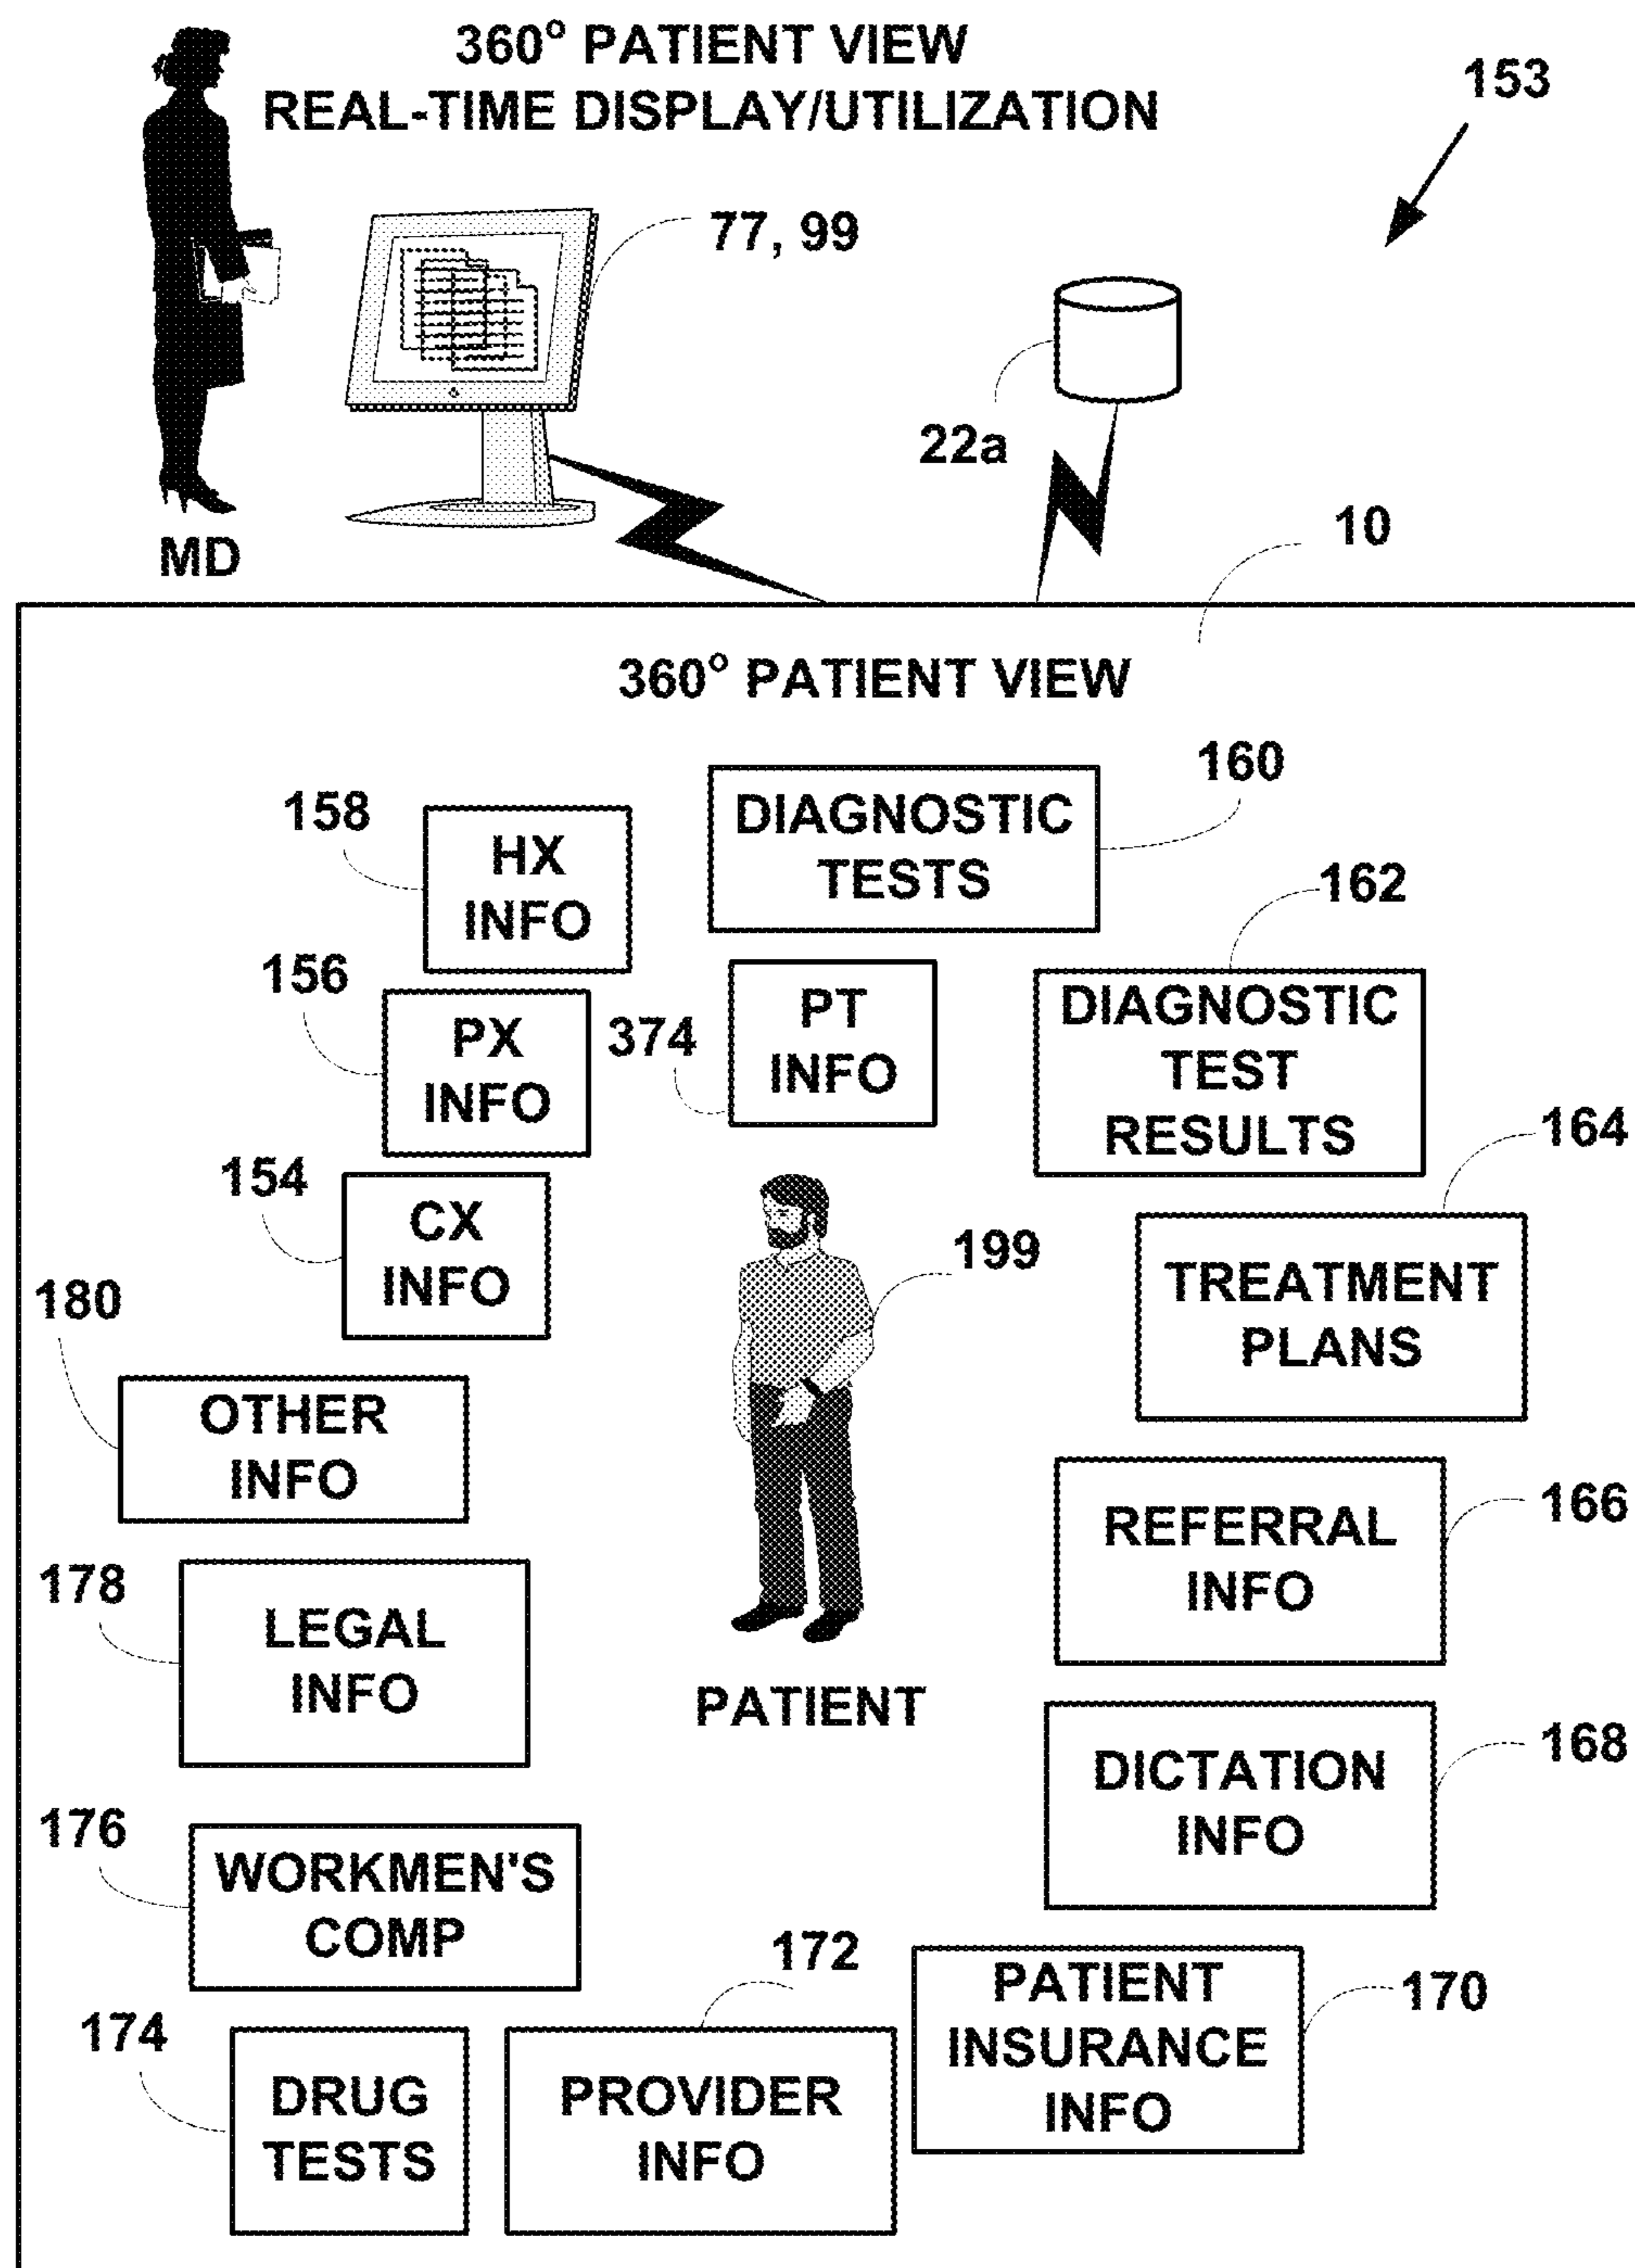 360° PATIENT VIEW
REAL-TIME DISPLAY/UTILIZATION
153
77, 99
22a
MD
10
360° PATIENT VIEW
160
DIAGNOSTIC
TESTS
158
HX
INFO
162
DIAGNOSTIC
TEST
RESULTS
156
PX
INFO
374
PT
INFO
164
TREATMENT
PLANS
154
CX
INFO
199
180
OTHER
INFO
166
REFERRAL
INFO
178
LEGAL
INFO
PATIENT
168
DICTATION
INFO
176
WORKMEN'S
COMP
172
PROVIDER
INFO
170
PATIENT
INSURANCE
INFO
174
DRUG
TESTS